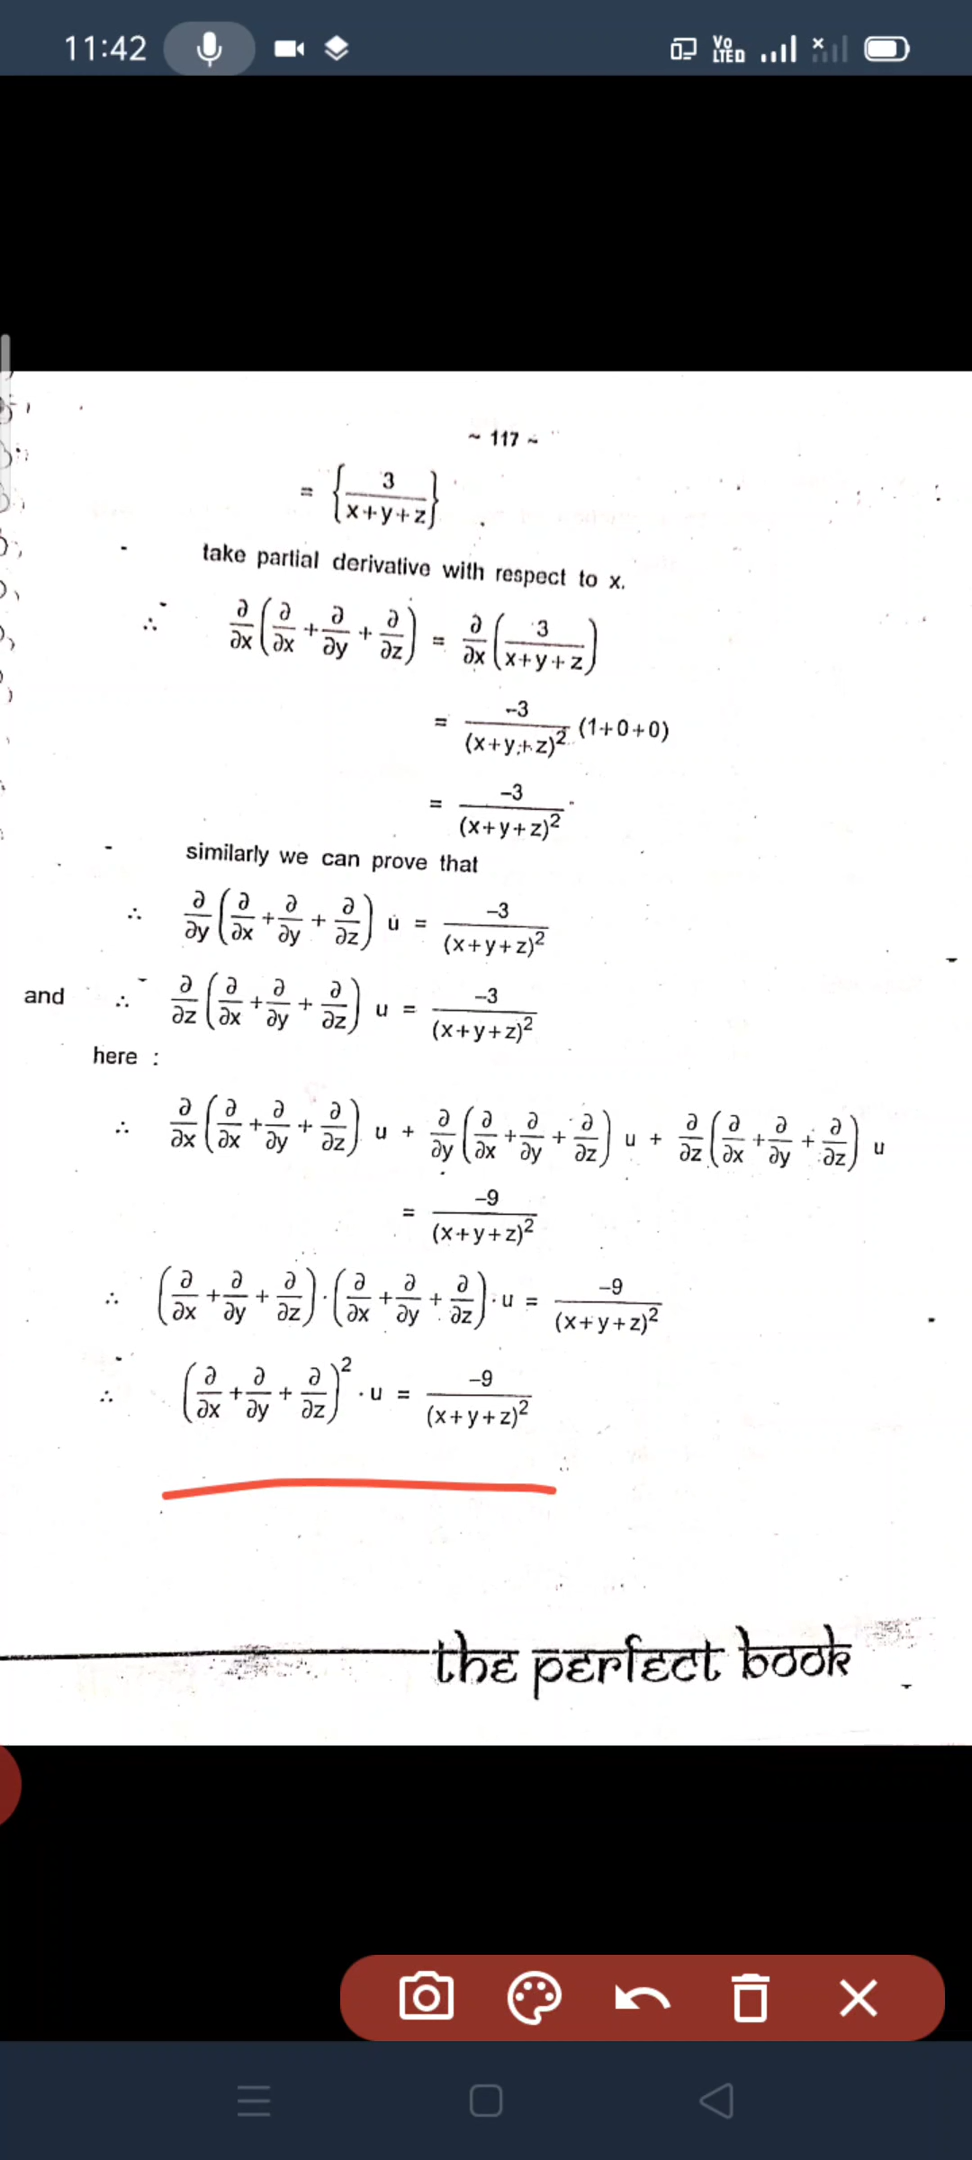 11:42
Vo
LTE D
~ 117 ~
= {3/(x+y+z)}
take partial derivative with respect to x.
∴ ∂/∂x (∂/∂x + ∂/∂y + ∂/∂z) = ∂/∂x (3/(x+y+z))
= -3/(x+y+z)² (1+0+0)
= -3/(x+y+z)²
similarly we can prove that
∴ ∂/∂y (∂/∂x + ∂/∂y + ∂/∂z) u = -3/(x+y+z)²
and ∴ ∂/∂z (∂/∂x + ∂/∂y + ∂/∂z) u = -3/(x+y+z)²
here :
∴ ∂/∂x (∂/∂x + ∂/∂y + ∂/∂z) u + ∂/∂y (∂/∂x + ∂/∂y + ∂/∂z) u + ∂/∂z (∂/∂x + ∂/∂y + ∂/∂z) u
= -9/(x+y+z)²
∴ (∂/∂x + ∂/∂y + ∂/∂z) · (∂/∂x + ∂/∂y + ∂/∂z) · u = -9/(x+y+z)²
∴ (∂/∂x + ∂/∂y + ∂/∂z)² · u = -9/(x+y+z)²
the perfect book